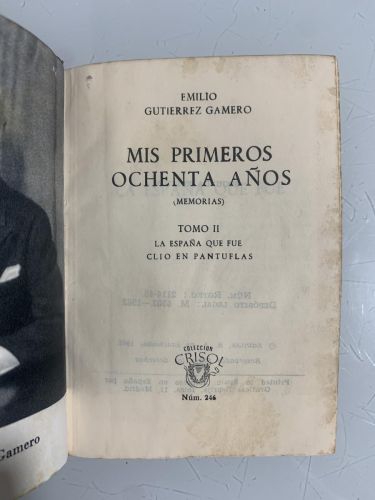 EMILIO
GUTIERREZ GAMERO
MIS PRIMEROS
OCHENTA AÑOS
(MEMORIAS)
TOMO II
LA ESPAÑA QUE FUE
CLIO EN PANTUFLAS
COLECCION
CRISOL
Núm. 246
Gamero